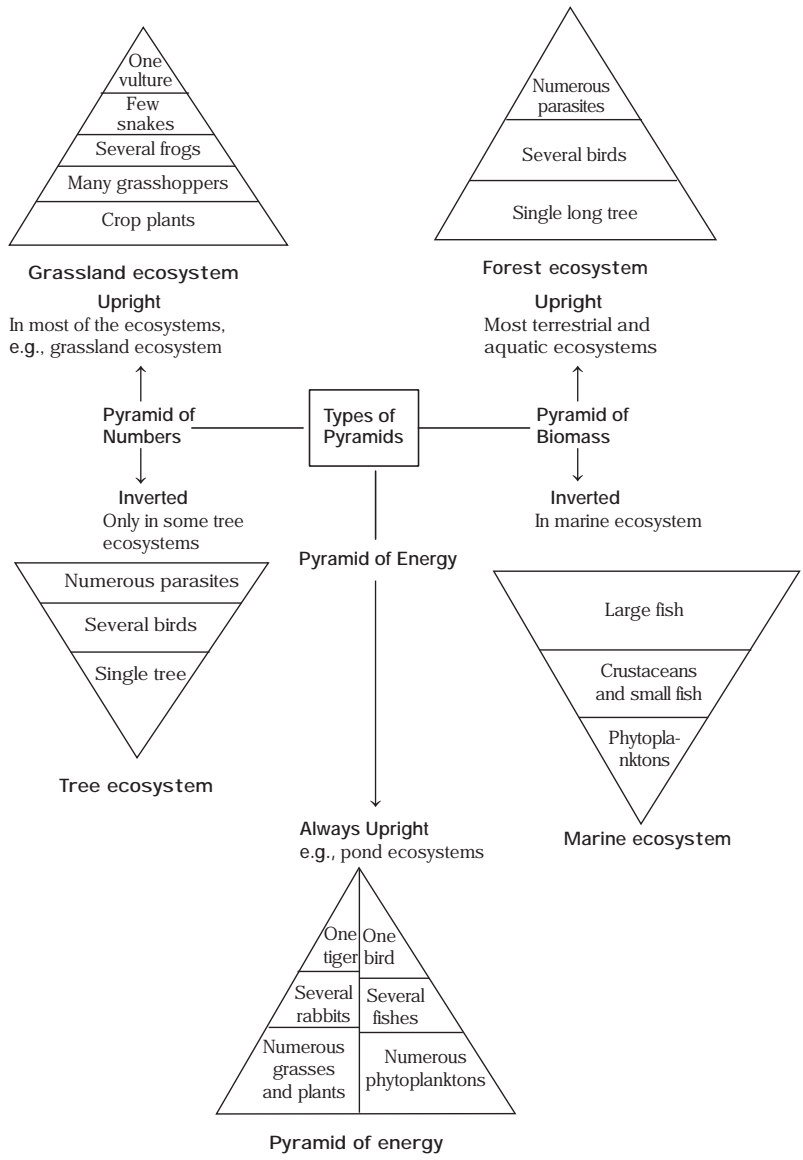 One
vulture
Few
snakes
Several frogs
Many grasshoppers
Crop plants
Grassland ecosystem
Upright
In most of the ecosystems,
e.g., grassland ecosystem
Numerous
parasites
Several birds
Single long tree
Forest ecosystem
Upright
Most terrestrial and
aquatic ecosystems
Pyramid of
Numbers
Types of
Pyramids
Pyramid of
Biomass
Inverted
Only in some tree
ecosystems
Inverted
In marine ecosystem
Pyramid of Energy
Numerous parasites
Several birds
Single tree
Tree ecosystem
Large fish
Crustaceans
and small fish
Phytopla-
nktons
Marine ecosystem
Always Upright
e.g., pond ecosystems
One
tiger
One
bird
Several
rabbits
Several
fishes
Numerous
grasses
and plants
Numerous
phytoplanktons
Pyramid of energy